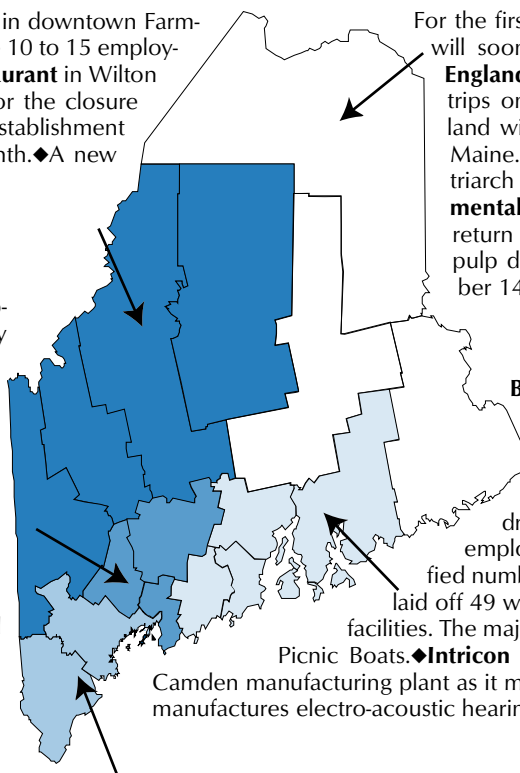 in downtown Farm-
10 to 15 employ-
aurant in Wilton
or the closure
stablishment
nth.◆A new
-
y
For the firs
will soon
England
trips on
land wi
Maine.
triarch
mental
return
pulp d
ber 14
B
dr
emplo
fied numb
laid off 49 w
facilities. The maj
Picnic Boats.◆Intricon
Camden manufacturing plant as it m
manufactures electro-acoustic hearin